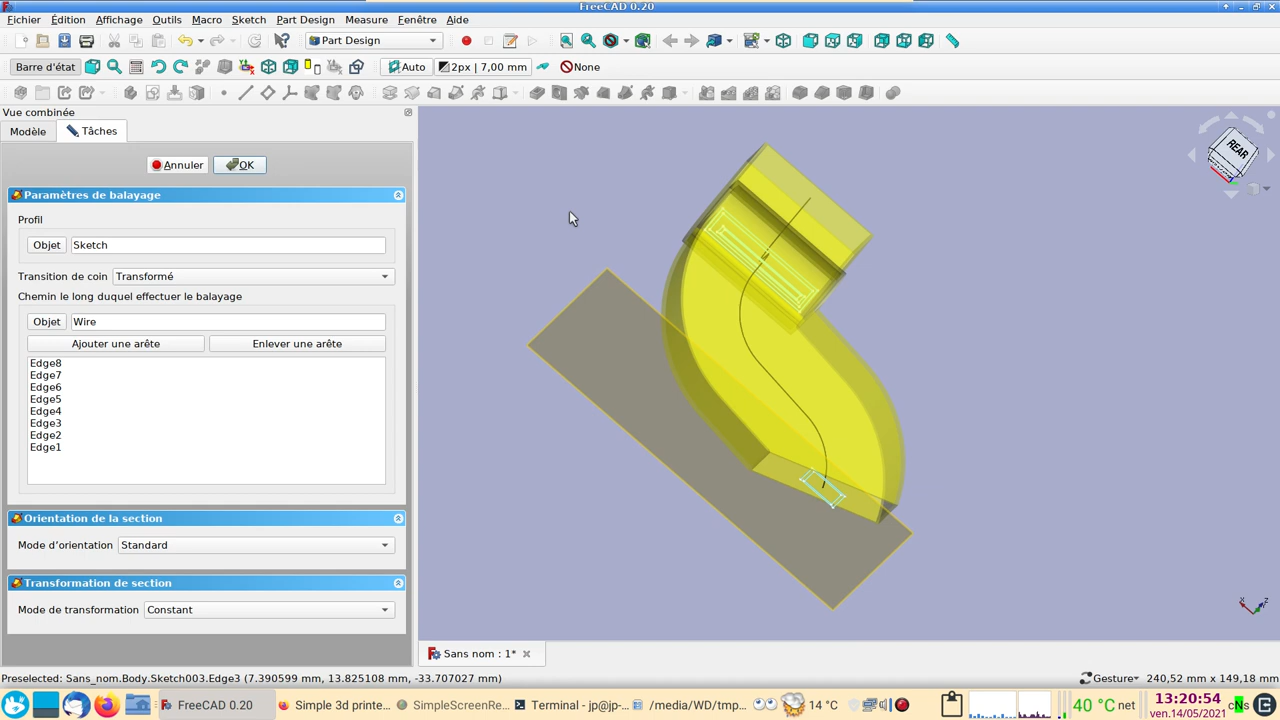 FreeCAD 0.20
Fichier Édition Affichage Outils Macro Sketch Part Design Measure Fenêtre Aide
Part Design
Barre d'état Auto 2px | 7,00 mm None
Vue combinée
Modèle Tâches
Annuler OK
Paramètres de balayage
Profil
Objet Sketch
Transition de coin Transformé
Chemin le long duquel effectuer le balayage
Objet Wire
Ajouter une arête Enlever une arête
Edge8
Edge7
Edge6
Edge5
Edge4
Edge3
Edge2
Edge1
Orientation de la section
Mode d'orientation Standard
Transformation de section
Mode de transformation Constant
REAR
Sans nom : 1*
Preselected: Sans_nom.Body.Sketch003.Edge3 (7.390599 mm, 13.825108 mm, -33.707027 mm) Gesture 240,52 mm x 149,18 mm
FreeCAD 0.20 Simple 3d printe... SimpleScreenRe... Terminal - jp@jp-... /media/WD/tmp... 14 °C 40 °C net 13:20:54 cNs
ven.14/05/2021